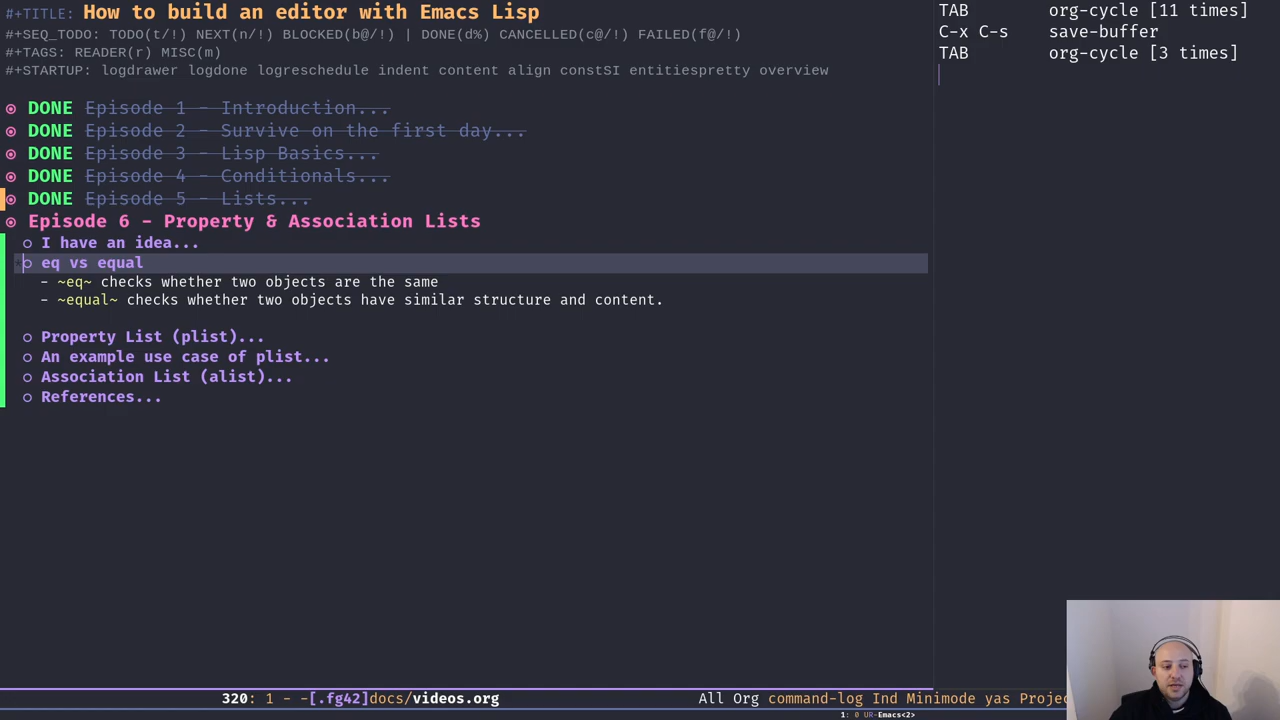 #+TITLE: How to build an editor with Emacs Lisp
#+SEQ_TODO: TODO(t/!) NEXT(n/!) BLOCKED(b@/!) | DONE(d%) CANCELLED(c@/!) FAILED(f@/!)
#+TAGS: READER(r) MISC(m)
#+STARTUP: logdrawer logdone logreschedule indent content align constSI entitiespretty overview
DONE Episode 1 - Introduction...
DONE Episode 2 - Survive on the first day...
DONE Episode 3 - Lisp Basics...
DONE Episode 4 - Conditionals...
DONE Episode 5 - Lists...
Episode 6 - Property & Association Lists
I have an idea...
eq vs equal
- ~eq~ checks whether two objects are the same
- ~equal~ checks whether two objects have similar structure and content.
Property List (plist)...
An example use case of plist...
Association List (alist)...
References...
320: 1 - -[.fg42]docs/videos.org All Org command-log Ind Minimode yas Projec
TAB org-cycle [11 times]
C-x C-s save-buffer
TAB org-cycle [3 times]
1: 0 UR-Emacs<2>